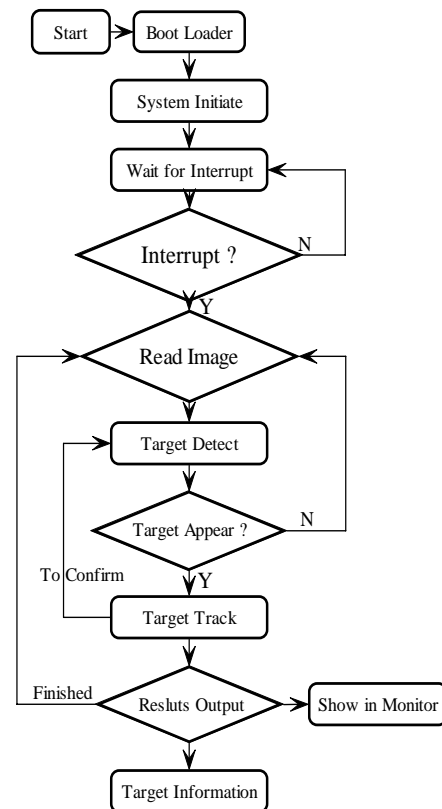 Start
Boot Loader
System Initiate
Wait for Interrupt
Interrupt ?
N
Y
Read Image
Target Detect
Target Appear ?
N
To Confirm
Y
Target Track
Finished
Resluts Output
Show in Monitor
Target Information